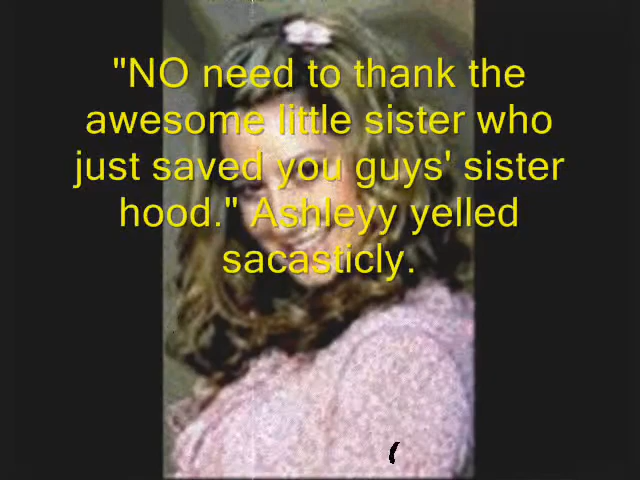 "NO need to thank the
awesome little sister who
just saved you guys' sister
hood." Ashleyy yelled
sacasticly.